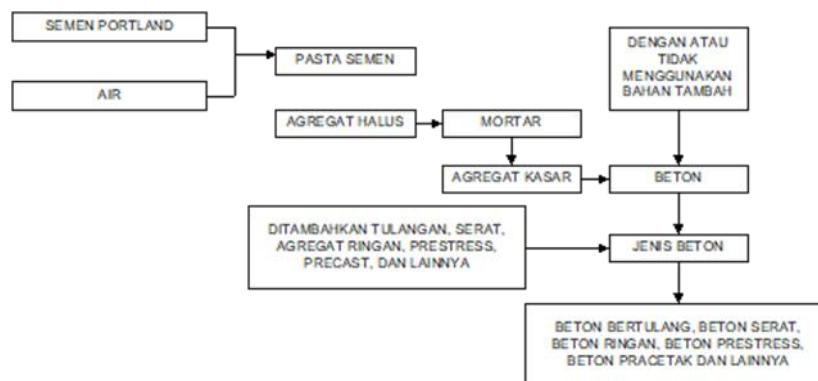 SEMEN PORTLAND
AIR
PASTA SEMEN
DENGAN ATAU
TIDAK
MENGGUNAKAN
BAHAN TAMBAH
AGREGAT HALUS
MORTAR
AGREGAT KASAR
BETON
DITAMBAHKAN TULANGAN, SERAT,
AGREGAT RINGAN, PRESTRESS,
PRECAST, DAN LAINNYA
JENIS BETON
BETON BERTULANG, BETON SERAT,
BETON RINGAN, BETON PRESTRESS,
BETON PRACETAK DAN LAINNYA